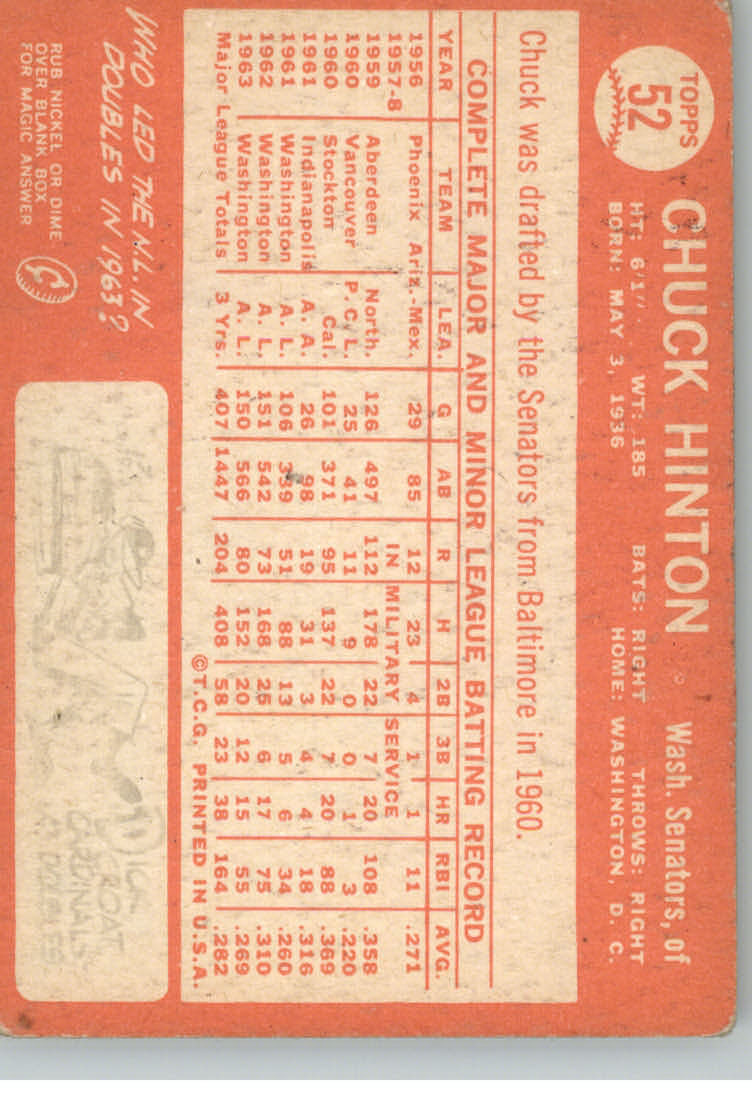 TOPPS
52
CHUCK HINTON Wash. Senators, of
HT: 6'1" WT: 185 BATS: RIGHT THROWS: RIGHT
BORN: MAY 3, 1936 HOME: WASHINGTON, D. C.
Chuck was drafted by the Senators from Baltimore in 1960.
COMPLETE MAJOR AND MINOR LEAGUE BATTING RECORD
YEAR TEAM LEA. G AB R H 2B 3B HR RBI AVG.
1956 Phoenix Ariz.-Mex. 29 85 12 23 4 1 1 11 .271
1957-8 IN MILITARY SERVICE
1959 Aberdeen North. 126 497 112 178 22 7 20 108 .358
1960 Vancouver P. C. L. 25 41 11 9 0 0 1 3 .220
1960 Stockton Cal. 101 371 95 137 22 7 20 88 .369
1961 Indianapolis A. A. 26 98 19 31 3 4 4 18 .316
1961 Washington A. L. 106 339 51 88 13 5 6 34 .260
1962 Washington A. L. 151 542 73 168 25 6 17 75 .310
1963 Washington A. L. 150 566 80 152 20 12 15 55 .269
Major League Totals 3 Yrs. 407 1447 204 408 58 23 38 164 .282
©T.C.G. PRINTED IN U.S.A.
WHO LED THE N.L. IN
DOUBLES IN 1963?
RUB NICKEL OR DIME
OVER BLANK BOX
FOR MAGIC ANSWER
DICK
GROAT
CARDINALS